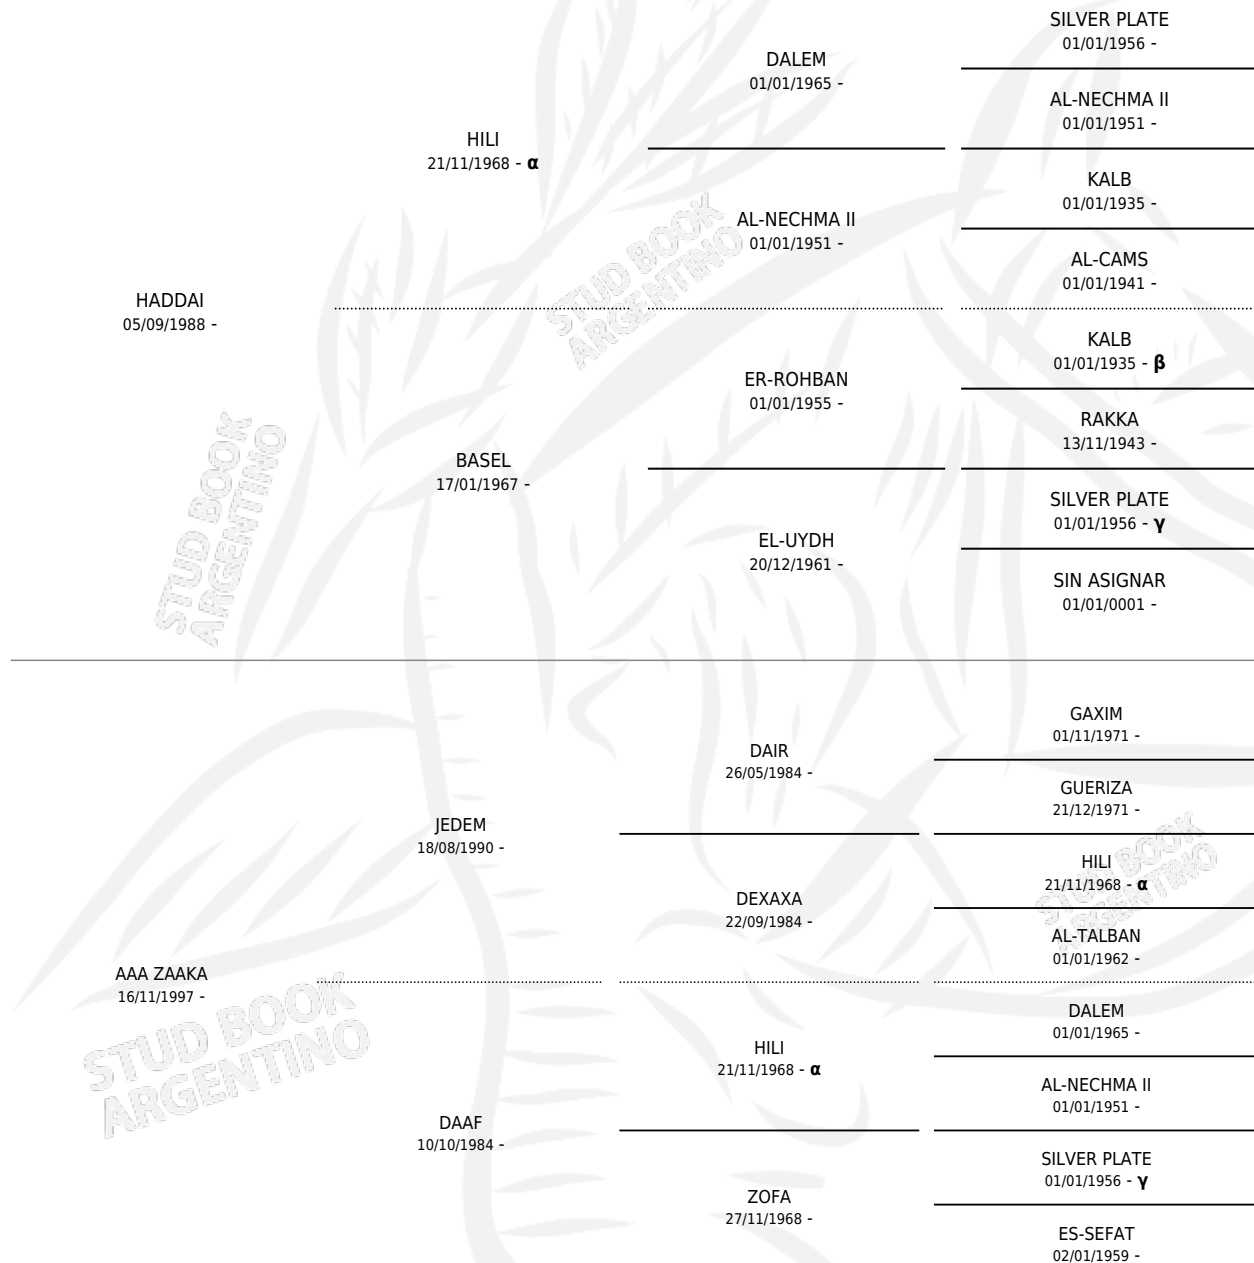 SILVER PLATE
01/01/1956 -
DALEM
01/01/1965 -
AL-NECHMA II
01/01/1951 -
HILI
21/11/1968 - α
KALB
01/01/1935 -
AL-NECHMA II
01/01/1951 -
AL-CAMS
01/01/1941 -
HADDAI
05/09/1988 -
KALB
01/01/1935 - β
ER-ROHBAN
01/01/1955 -
RAKKA
13/11/1943 -
BASEL
17/01/1967 -
SILVER PLATE
01/01/1956 - γ
EL-UYDH
20/12/1961 -
SIN ASIGNAR
01/01/0001 -
STUD BOOK
ARGENTINO
STUD BOOK
ARGENTINO
GAXIM
01/11/1971 -
DAIR
26/05/1984 -
GUERIZA
21/12/1971 -
JEDEM
18/08/1990 -
HILI
21/11/1968 - α
DEXAXA
22/09/1984 -
AL-TALBAN
01/01/1962 -
AAA ZAAKA
16/11/1997 -
DALEM
01/01/1965 -
HILI
21/11/1968 - α
AL-NECHMA II
01/01/1951 -
DAAF
10/10/1984 -
SILVER PLATE
01/01/1956 - γ
ZOFA
27/11/1968 -
ES-SEFAT
02/01/1959 -
STUD BOOK
ARGENTINO
STUD BOOK
ARGENTINO